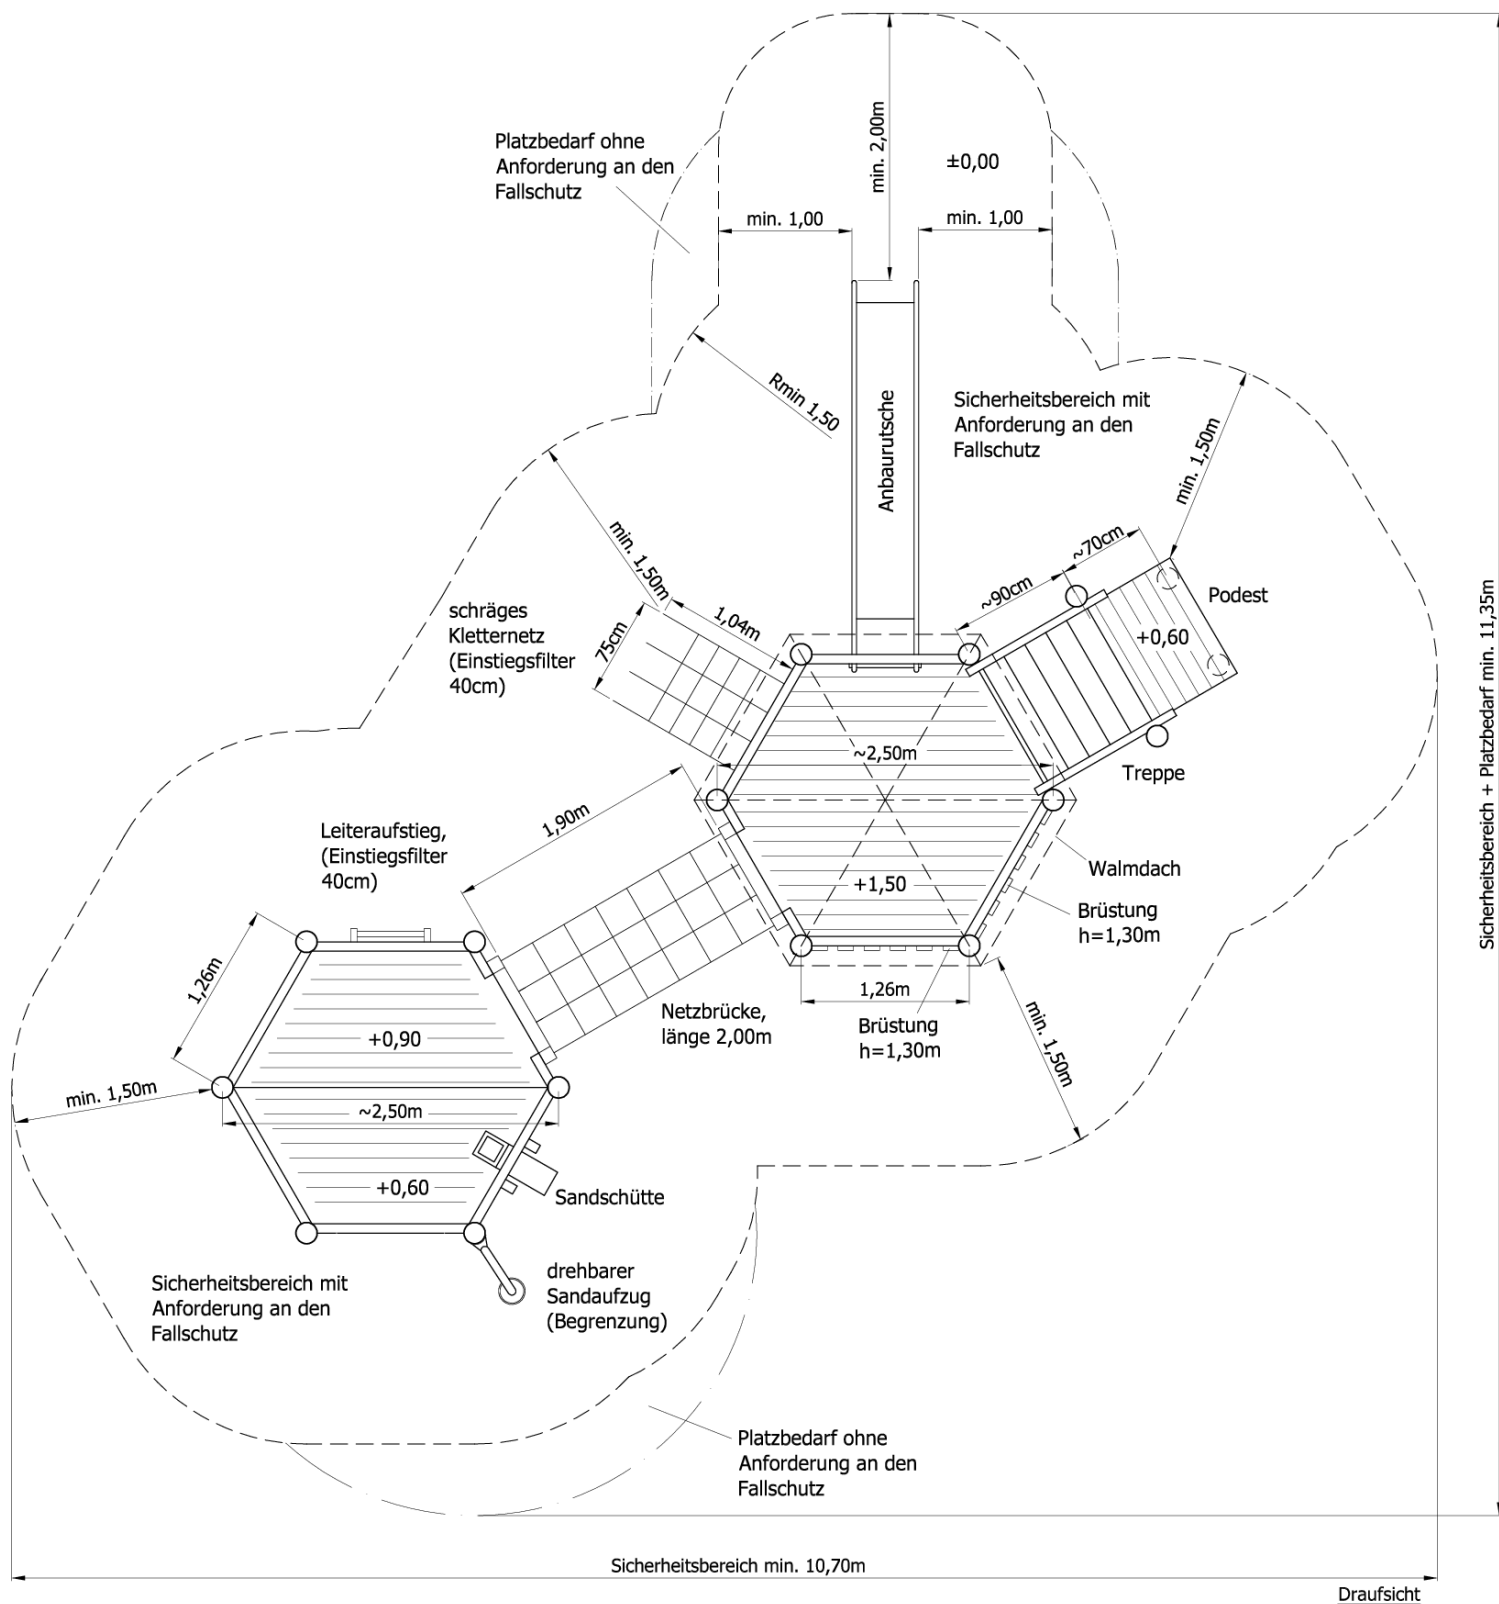 Platzbedarf ohne
Anforderung an den
Fallschutz
min. 2,00m
±0,00
min. 1,00
min. 1,00
Rmin 1,50
Anbaurutsche
Sicherheitsbereich mit
Anforderung an den
Fallschutz
min. 1,50m
min. 1,50m
~70cm
~90cm
Podest
+0,60
schräges
Kletternetz
(Einstiegsfilter
40cm)
75cm
1,04m
~2,50m
Treppe
1,90m
Leiteraufstieg,
(Einstiegsfilter
40cm)
+1,50
Walmdach
Brüstung
h=1,30m
1,26m
1,26m
Netzbrücke,
länge 2,00m
Brüstung
h=1,30m
min. 1,50m
+0,90
min. 1,50m
~2,50m
+0,60
Sandschütte
Sicherheitsbereich mit
Anforderung an den
Fallschutz
drehbarer
Sandaufzug
(Begrenzung)
Platzbedarf ohne
Anforderung an den
Fallschutz
Sicherheitsbereich + Platzbedarf min. 11,35m
Sicherheitsbereich min. 10,70m
Draufsicht